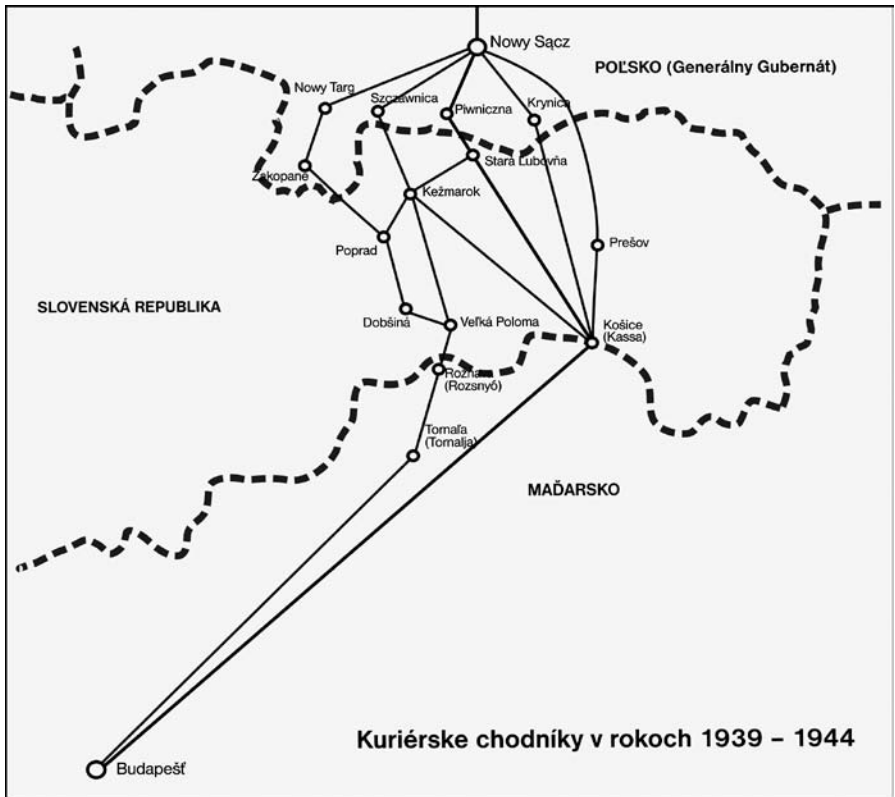 Nowy Sącz
POĽSKO (Generálny Gubernát)
Nowy Targ
Szczawnica
Piwniczna
Krynica
Stará Ľubovňa
Zakopane
Kežmarok
Poprad
Prešov
SLOVENSKÁ REPUBLIKA
Dobšiná
Veľká Poloma
Košice
(Kassa)
Rožňava
(Rozsnyó)
Tornaľa
(Tornalja)
MAĎARSKO
Kuriérske chodníky v rokoch 1939 – 1944
Budapešť